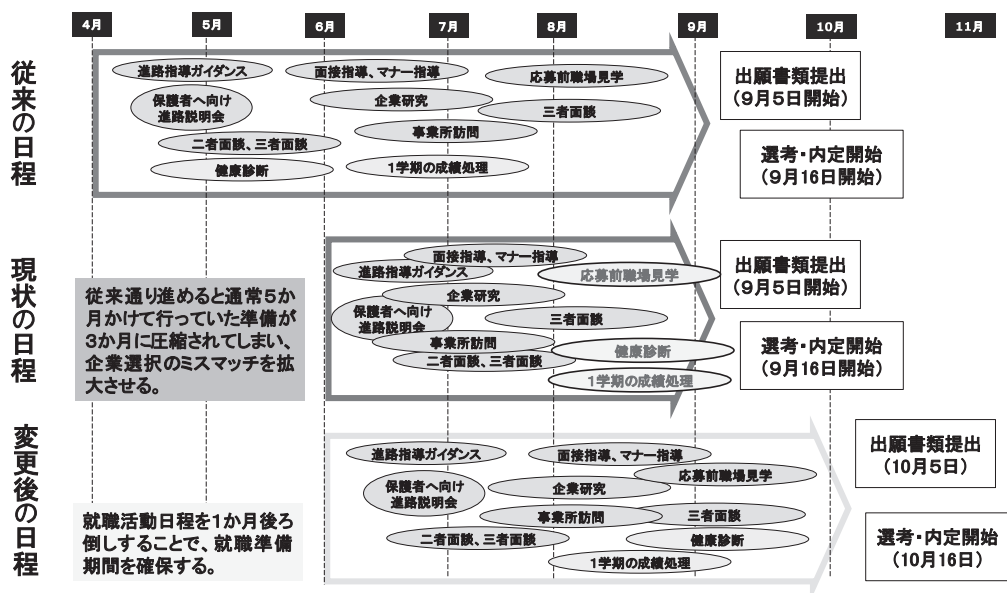 4月
5月
6月
7月
8月
9月
10月
11月
従来の日程
進路指導ガイダンス
面接指導、マナー指導
応募前職場見学
保護者へ向け
進路説明会
企業研究
三者面談
事業所訪問
二者面談、三者面談
健康診断
1学期の成績処理
出願書類提出
(9月5日開始)
選考・内定開始
(9月16日開始)
現状の日程
従来通り進めると通常5か
月かけて行っていた準備が
3か月に圧縮されてしまい、
企業選択のミスマッチを拡
大させる。
面接指導、マナー指導
進路指導ガイダンス
応募前職場見学
企業研究
保護者へ向け
進路説明会
三者面談
事業所訪問
健康診断
二者面談、三者面談
1学期の成績処理
出願書類提出
(9月5日開始)
選考・内定開始
(9月16日開始)
変更後の日程
就職活動日程を1か月後ろ
倒しすることで、就職準備
期間を確保する。
進路指導ガイダンス
面接指導、マナー指導
応募前職場見学
保護者へ向け
進路説明会
企業研究
事業所訪問
三者面談
二者面談、三者面談
健康診断
1学期の成績処理
出願書類提出
(10月5日)
選考・内定開始
(10月16日)